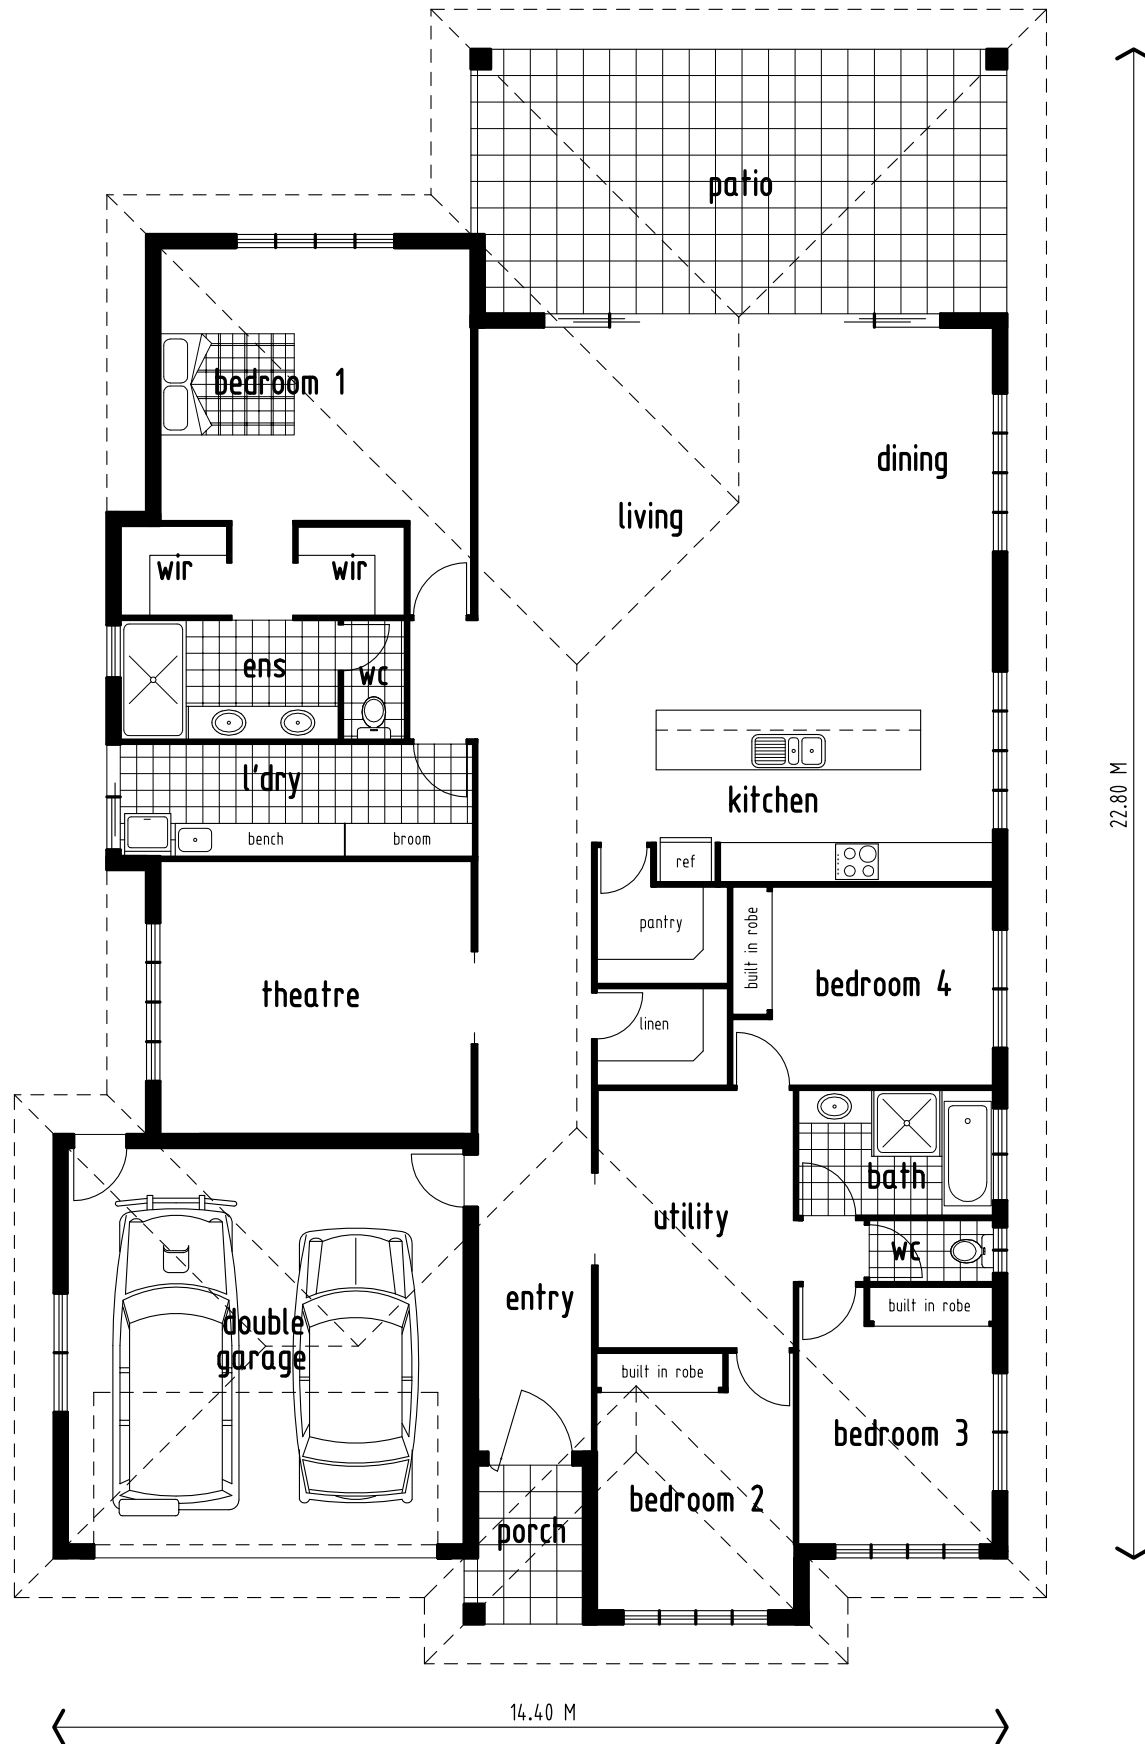 patio
bedroom 1
dining
living
wir
wir
ens
wc
l'dry
kitchen
22.80 M
bench
broom
ref
pantry
built in robe
bedroom 4
theatre
linen
bath
utility
wc
entry
built in robe
double
garage
built in robe
bedroom 3
bedroom 2
porch
14.40 M